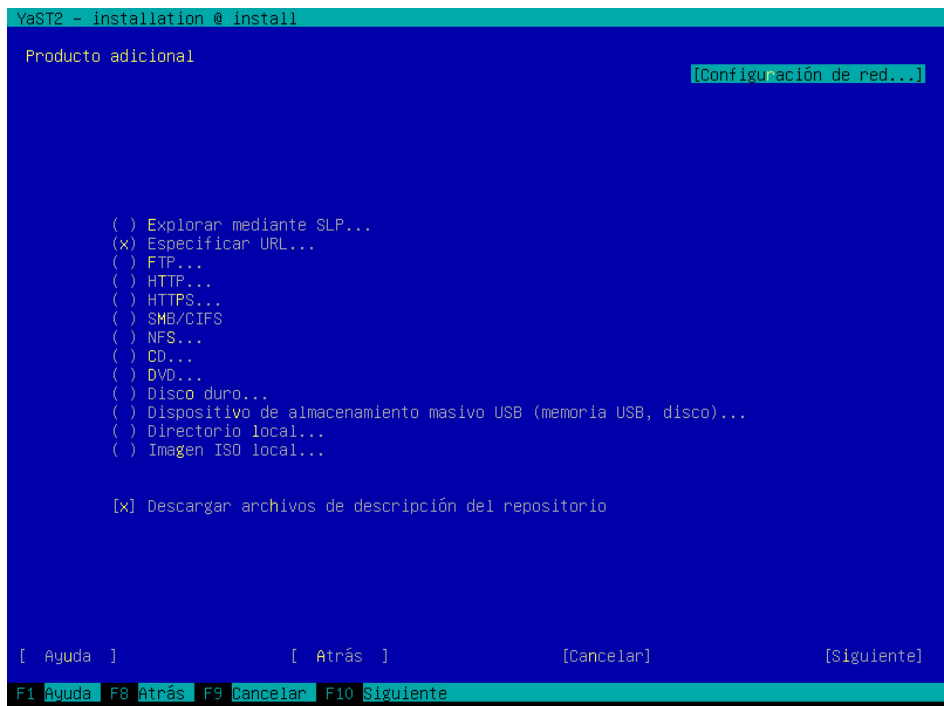 YaST2 - installation @ install
Producto adicional
[Configuración de red...]
( ) Explorar mediante SLP...
(x) Especificar URL...
( ) FTP...
( ) HTTP...
( ) HTTPS...
( ) SMB/CIFS
( ) NFS...
( ) CD...
( ) DVD...
( ) Disco duro...
( ) Dispositivo de almacenamiento masivo USB (memoria USB, disco)...
( ) Directorio local...
( ) Imagen ISO local...
[x] Descargar archivos de descripción del repositorio
[ Ayuda ] [ Atrás ] [Cancelar] [Siguiente]
F1 Ayuda F8 Atrás F9 Cancelar F10 Siguiente